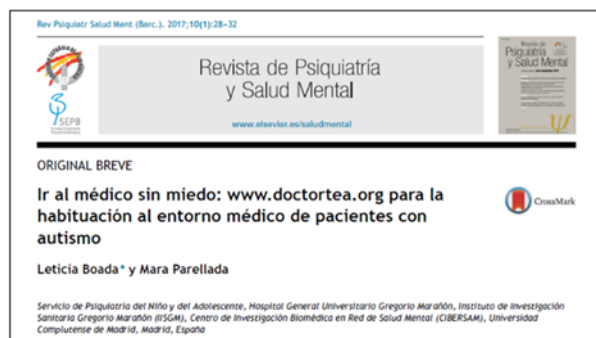 Rev Psiquiatr Salud Ment (Barc.). 2017;10(1):28-32
Revista de Psiquiatría
y Salud Mental
www.elsevier.es/saludmental
SEPB
Revista de
Psiquiatría
y Salud Mental
ORIGINAL BREVE
Ir al médico sin miedo: www.doctortea.org para la
habituación al entorno médico de pacientes con
autismo
CrossMark
Leticia Boada* y Mara Parellada
Servicio de Psiquiatría del Niño y del Adolescente, Hospital General Universitario Gregorio Marañón, Instituto de Investigación
Sanitaria Gregorio Marañón (IiSGM), Centro de Investigación Biomédica en Red de Salud Mental (CIBERSAM), Universidad
Complutense de Madrid, Madrid, España